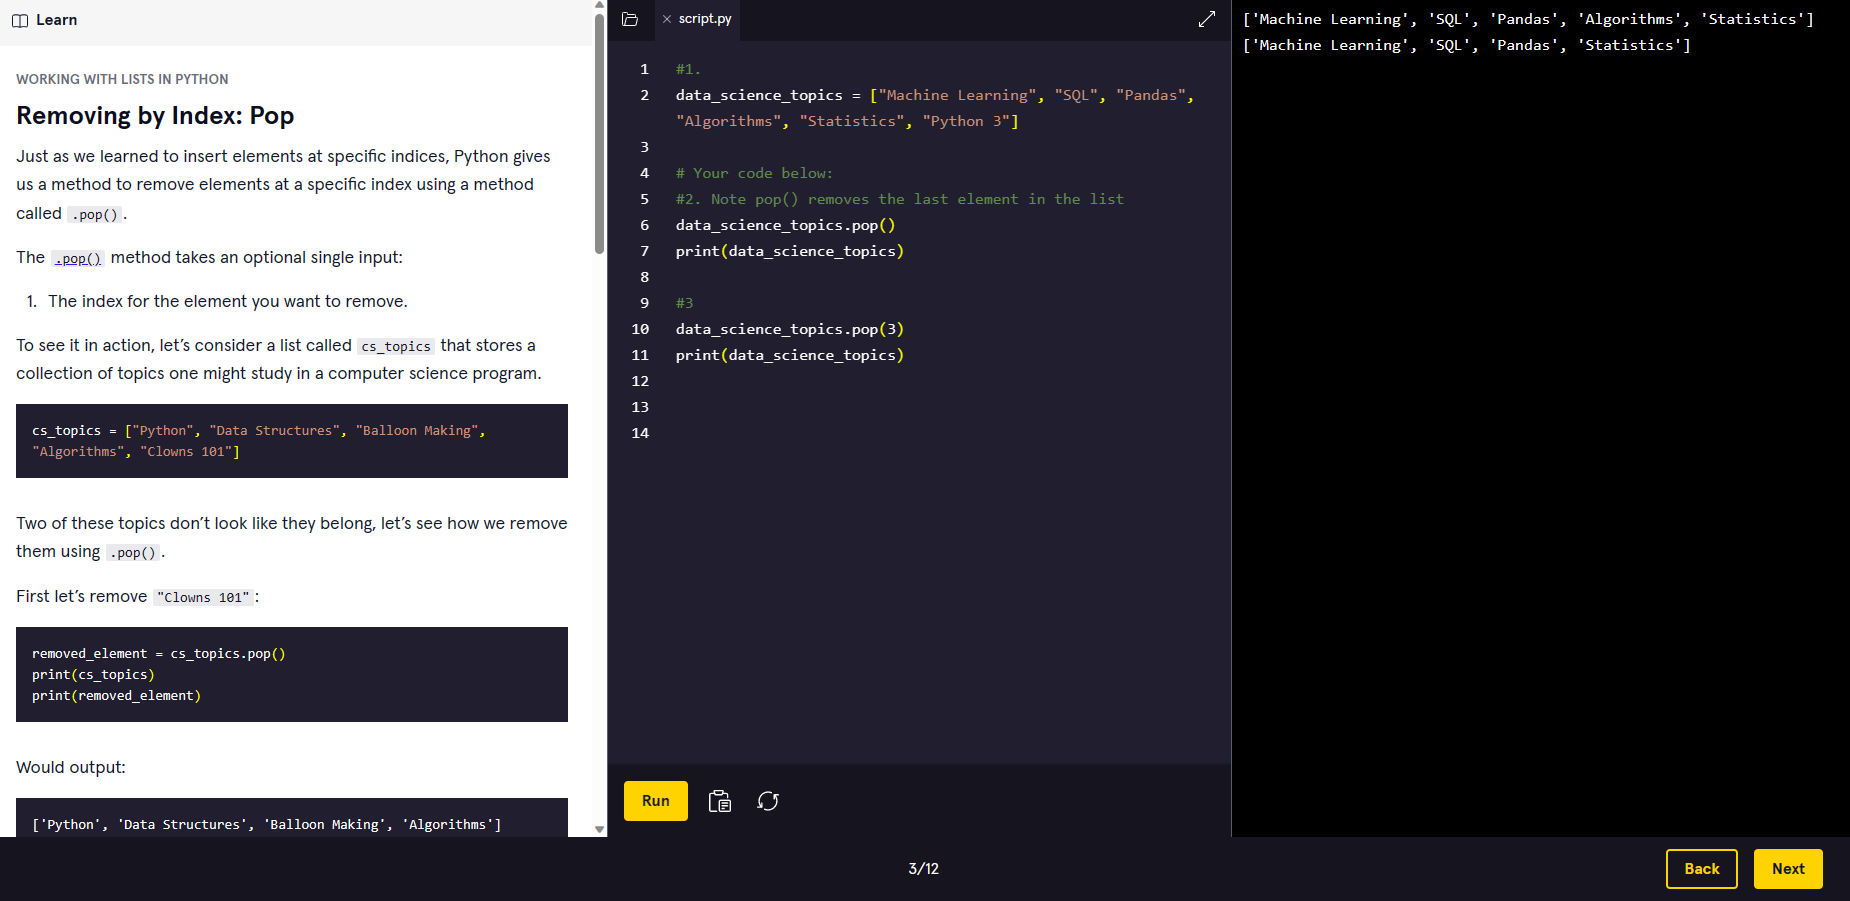 Learn
WORKING WITH LISTS IN PYTHON
Removing by Index: Pop
Just as we learned to insert elements at specific indices, Python gives
us a method to remove elements at a specific index using a method
called .pop().
The .pop() method takes an optional single input:
1. The index for the element you want to remove.
To see it in action, let’s consider a list called cs_topics that stores a
collection of topics one might study in a computer science program.
cs_topics = ["Python", "Data Structures", "Balloon Making",
"Algorithms", "Clowns 101"]
Two of these topics don’t look like they belong, let’s see how we remove
them using .pop().
First let’s remove "Clowns 101":
removed_element = cs_topics.pop()
print(cs_topics)
print(removed_element)
Would output:
['Python', 'Data Structures', 'Balloon Making', 'Algorithms']
script.py
1 #1.
2 data_science_topics = ["Machine Learning", "SQL", "Pandas",
"Algorithms", "Statistics", "Python 3"]
3
4 # Your code below:
5 #2. Note pop() removes the last element in the list
6 data_science_topics.pop()
7 print(data_science_topics)
8
9 #3
10 data_science_topics.pop(3)
11 print(data_science_topics)
12
13
14
Run
['Machine Learning', 'SQL', 'Pandas', 'Algorithms', 'Statistics']
['Machine Learning', 'SQL', 'Pandas', 'Statistics']
3/12
Back
Next